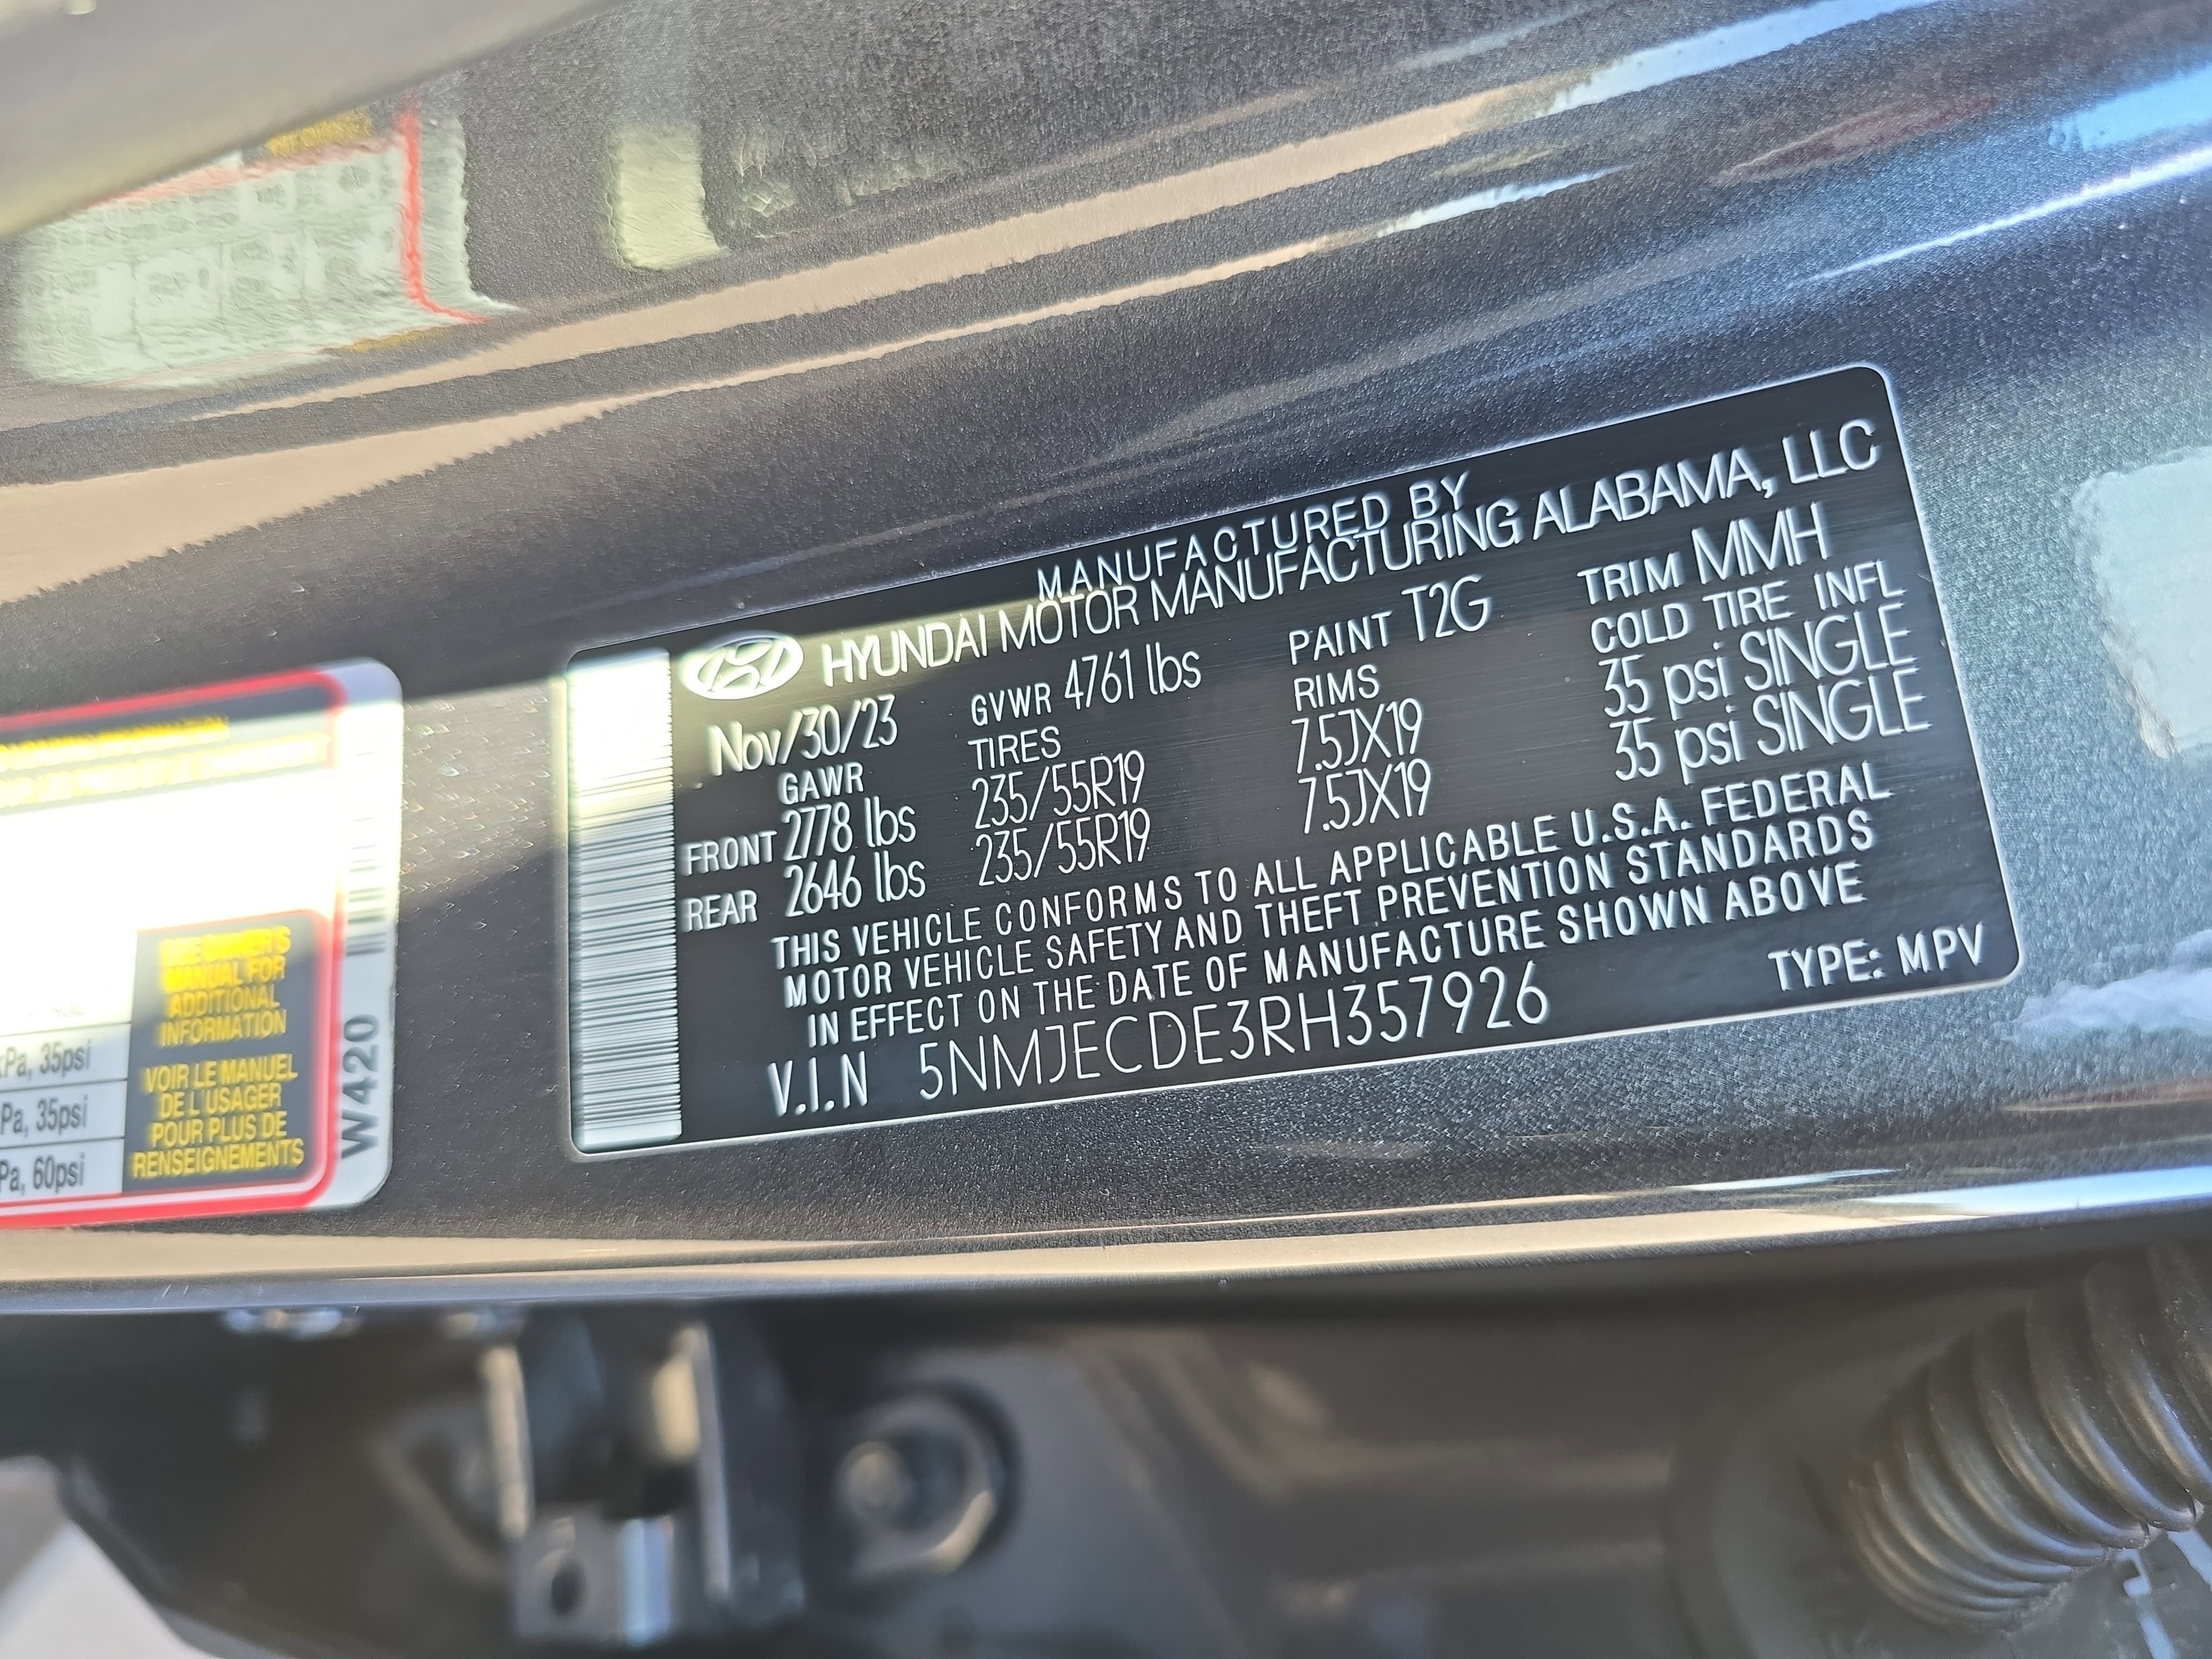 MANUFACTURED BY
HYUNDAI MOTOR MANUFACTURING ALABAMA, LLC
Nov/30/23 GVWR 4761 lbs PAINT T2G TRIM MMH
GAWR TIRES RIMS COLD TIRE INFL
FRONT 2778 lbs 235/55R19 7.5JX19 35 psi SINGLE
REAR 2646 lbs 235/55R19 7.5JX19 35 psi SINGLE
THIS VEHICLE CONFORMS TO ALL APPLICABLE U.S.A. FEDERAL
MOTOR VEHICLE SAFETY AND THEFT PREVENTION STANDARDS
IN EFFECT ON THE DATE OF MANUFACTURE SHOWN ABOVE
V.I.N 5NMJECDE3RH357926 TYPE: MPV
MANUAL FOR
ADDITIONAL
INFORMATION
VOIR LE MANUEL
DE L'USAGER
POUR PLUS DE
RENSEIGNEMENTS
kPa, 35psi
Pa, 35psi
Pa, 60psi
W420